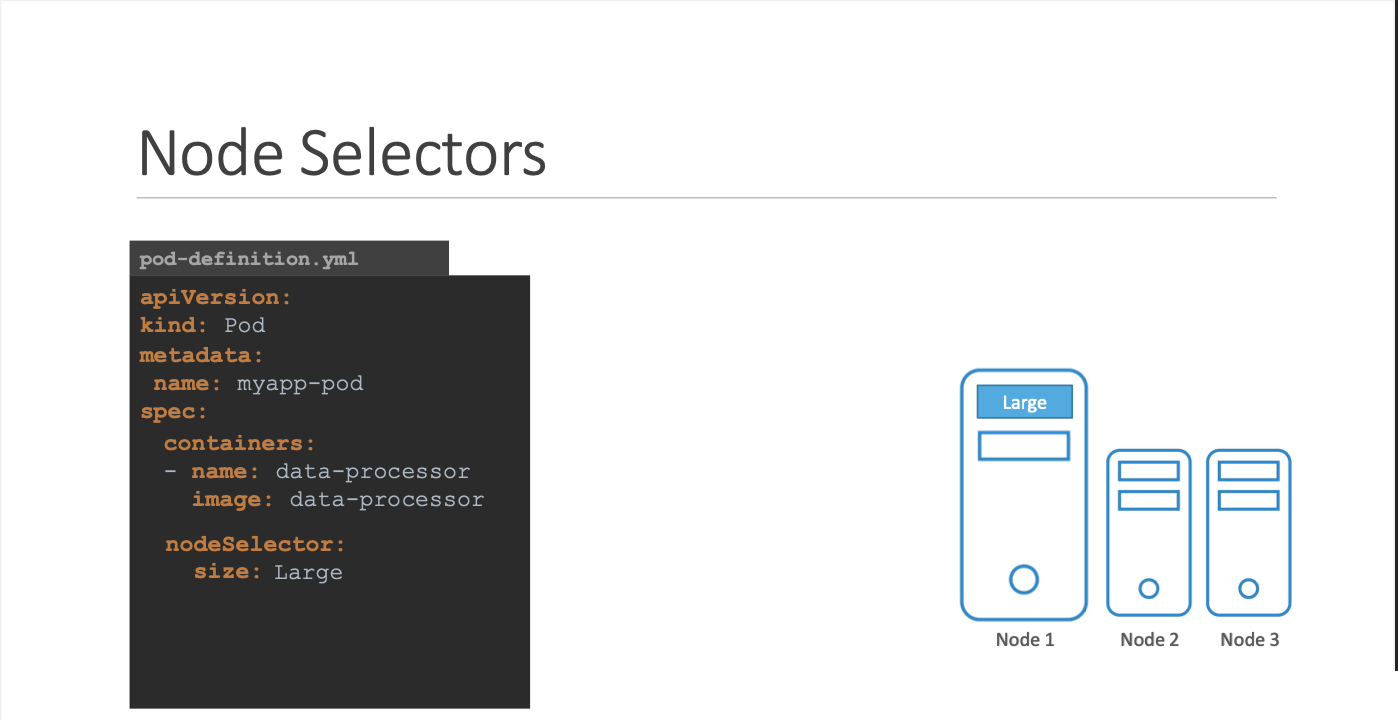 Node Selectors
pod-definition.yml
apiVersion:
kind: Pod
metadata:
 name: myapp-pod
spec:
  containers:
  - name: data-processor
    image: data-processor
  nodeSelector:
    size: Large
Large
Node 1
Node 2
Node 3